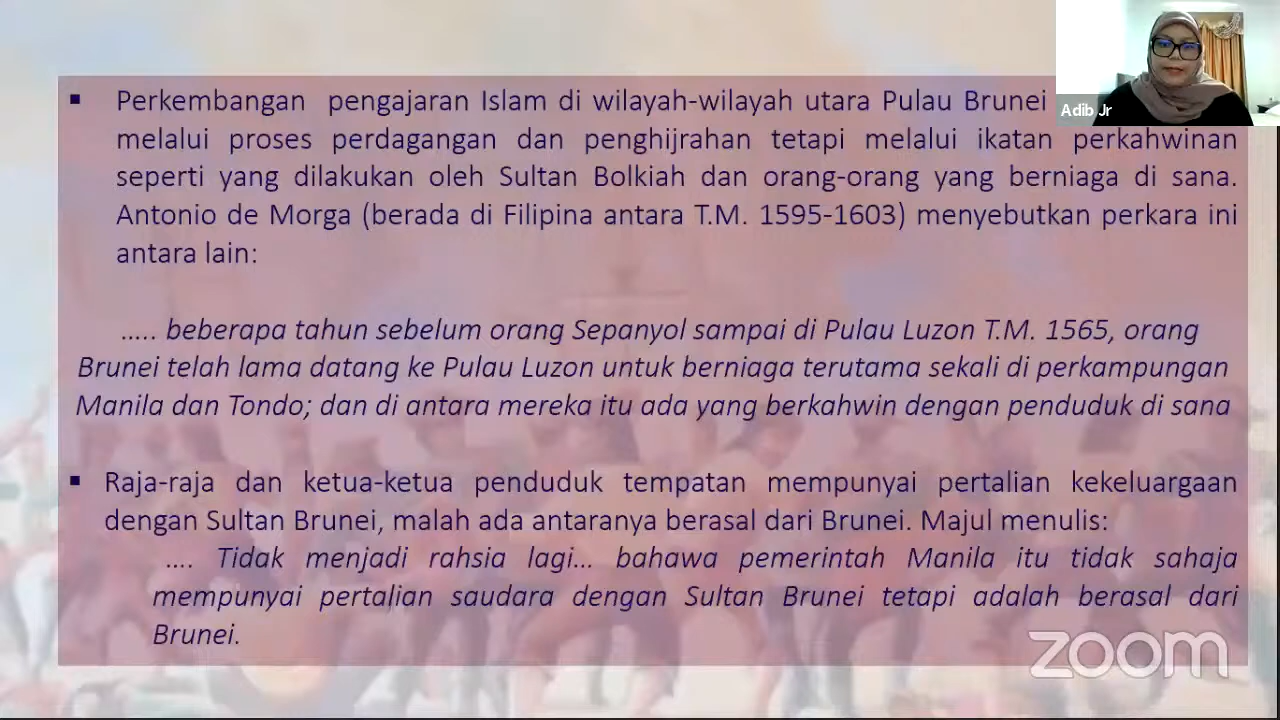 ▪ Perkembangan pengajaran Islam di wilayah-wilayah utara Pulau Brunei
melalui proses perdagangan dan penghijrahan tetapi melalui ikatan perkahwinan
seperti yang dilakukan oleh Sultan Bolkiah dan orang-orang yang berniaga di sana.
Antonio de Morga (berada di Filipina antara T.M. 1595-1603) menyebutkan perkara ini
antara lain:
..... beberapa tahun sebelum orang Sepanyol sampai di Pulau Luzon T.M. 1565, orang
Brunei telah lama datang ke Pulau Luzon untuk berniaga terutama sekali di perkampungan
Manila dan Tondo; dan di antara mereka itu ada yang berkahwin dengan penduduk di sana
▪ Raja-raja dan ketua-ketua penduduk tempatan mempunyai pertalian kekeluargaan
dengan Sultan Brunei, malah ada antaranya berasal dari Brunei. Majul menulis:
.... Tidak menjadi rahsia lagi... bahawa pemerintah Manila itu tidak sahaja
mempunyai pertalian saudara dengan Sultan Brunei tetapi adalah berasal dari
Brunei.
Adib Jr
zoom